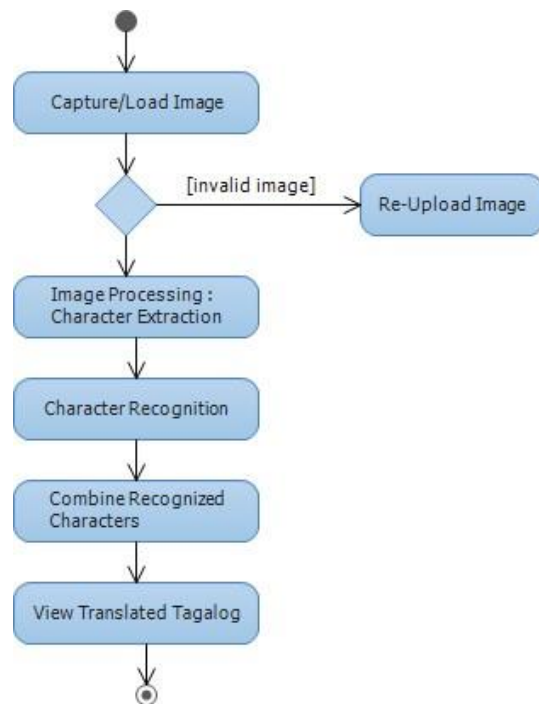 Capture/Load Image
[invalid image]
Re-Upload Image
Image Processing :
Character Extraction
Character Recognition
Combine Recognized
Characters
View Translated Tagalog